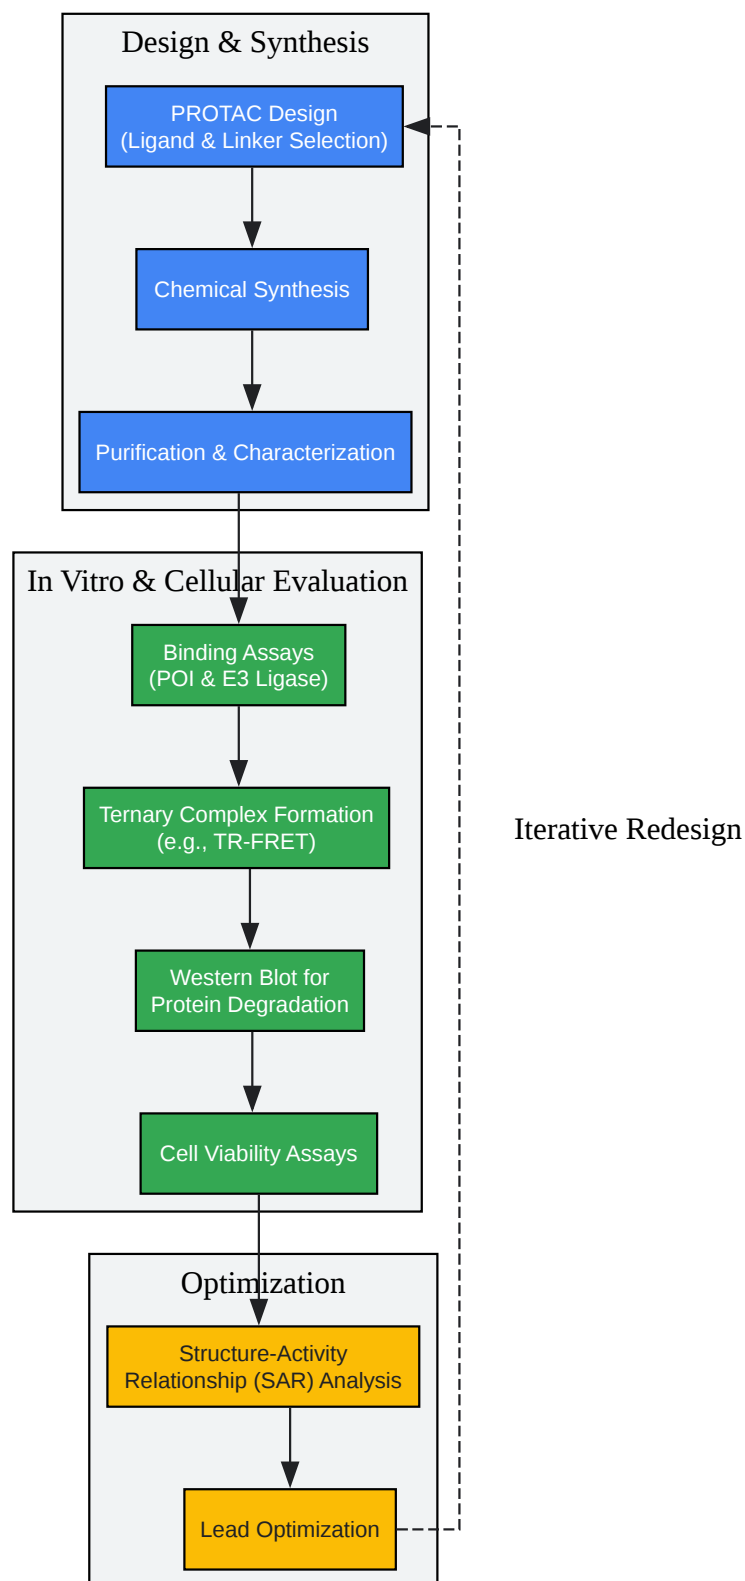 Design & Synthesis
PROTAC Design
(Ligand & Linker Selection)
Chemical Synthesis
Purification & Characterization
In Vitro & Cellular Evaluation
Binding Assays
(POI & E3 Ligase)
Ternary Complex Formation
(e.g., TR-FRET)
Iterative Redesign
Western Blot for
Protein Degradation
Cell Viability Assays
Optimization
Structure-Activity
Relationship (SAR) Analysis
Lead Optimization